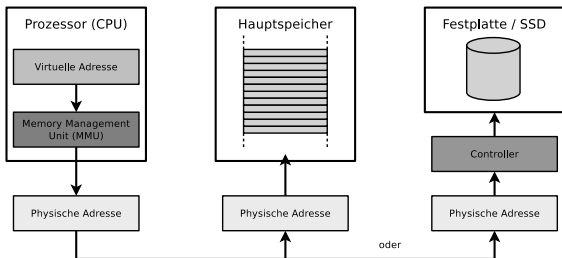 Prozessor (CPU)
Virtuelle Adresse
Memory Management
Unit (MMU)
Physische Adresse
Hauptspeicher
Physische Adresse
Festplatte / SSD
Controller
Physische Adresse
oder